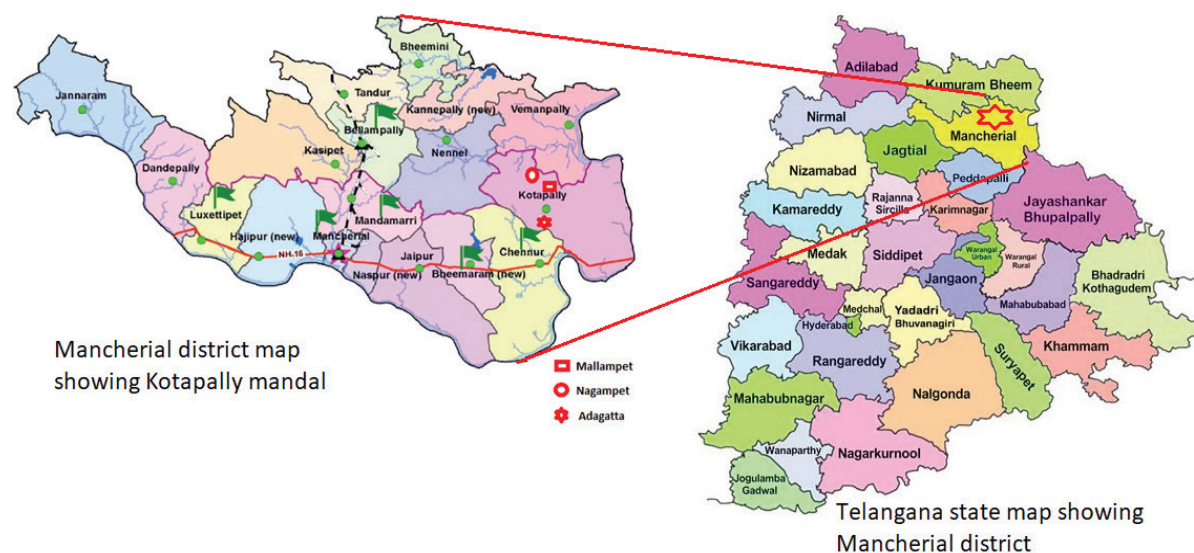 Bheemini
Jannaram
Tandur
Kannepally (new)
Vemanpally
Bellampally
Kasipet
Nennel
Dandepally
Kotapally
Luxettipet
Mandamarri
Hajipur (new)
Mancherial
Chennur
Jaipur
NH-16
Naspur (new)
Bheemaram (new)
Mancherial district map
showing Kotapally mandal
Mallampet
Nagampet
Adagatta
Adilabad
Kumuram Bheem
Nirmal
Mancherial
Jagtial
Nizamabad
Peddapalli
Rajanna
Sircilla
Kamareddy
Karimnagar
Jayashankar
Bhupalpally
Warangal
Urban
Warangal
Rural
Medak
Siddipet
Sangareddy
Jangaon
Bhadradri
Kothagudem
Mahabubabad
Medchal
Yadadri
Bhuvanagiri
Hyderabad
Vikarabad
Rangareddy
Suryapet
Khammam
Mahabubnagar
Nalgonda
Wanaparthy
Nagarkurnool
Jogulamba
Gadwal
Telangana state map showing
Mancherial district